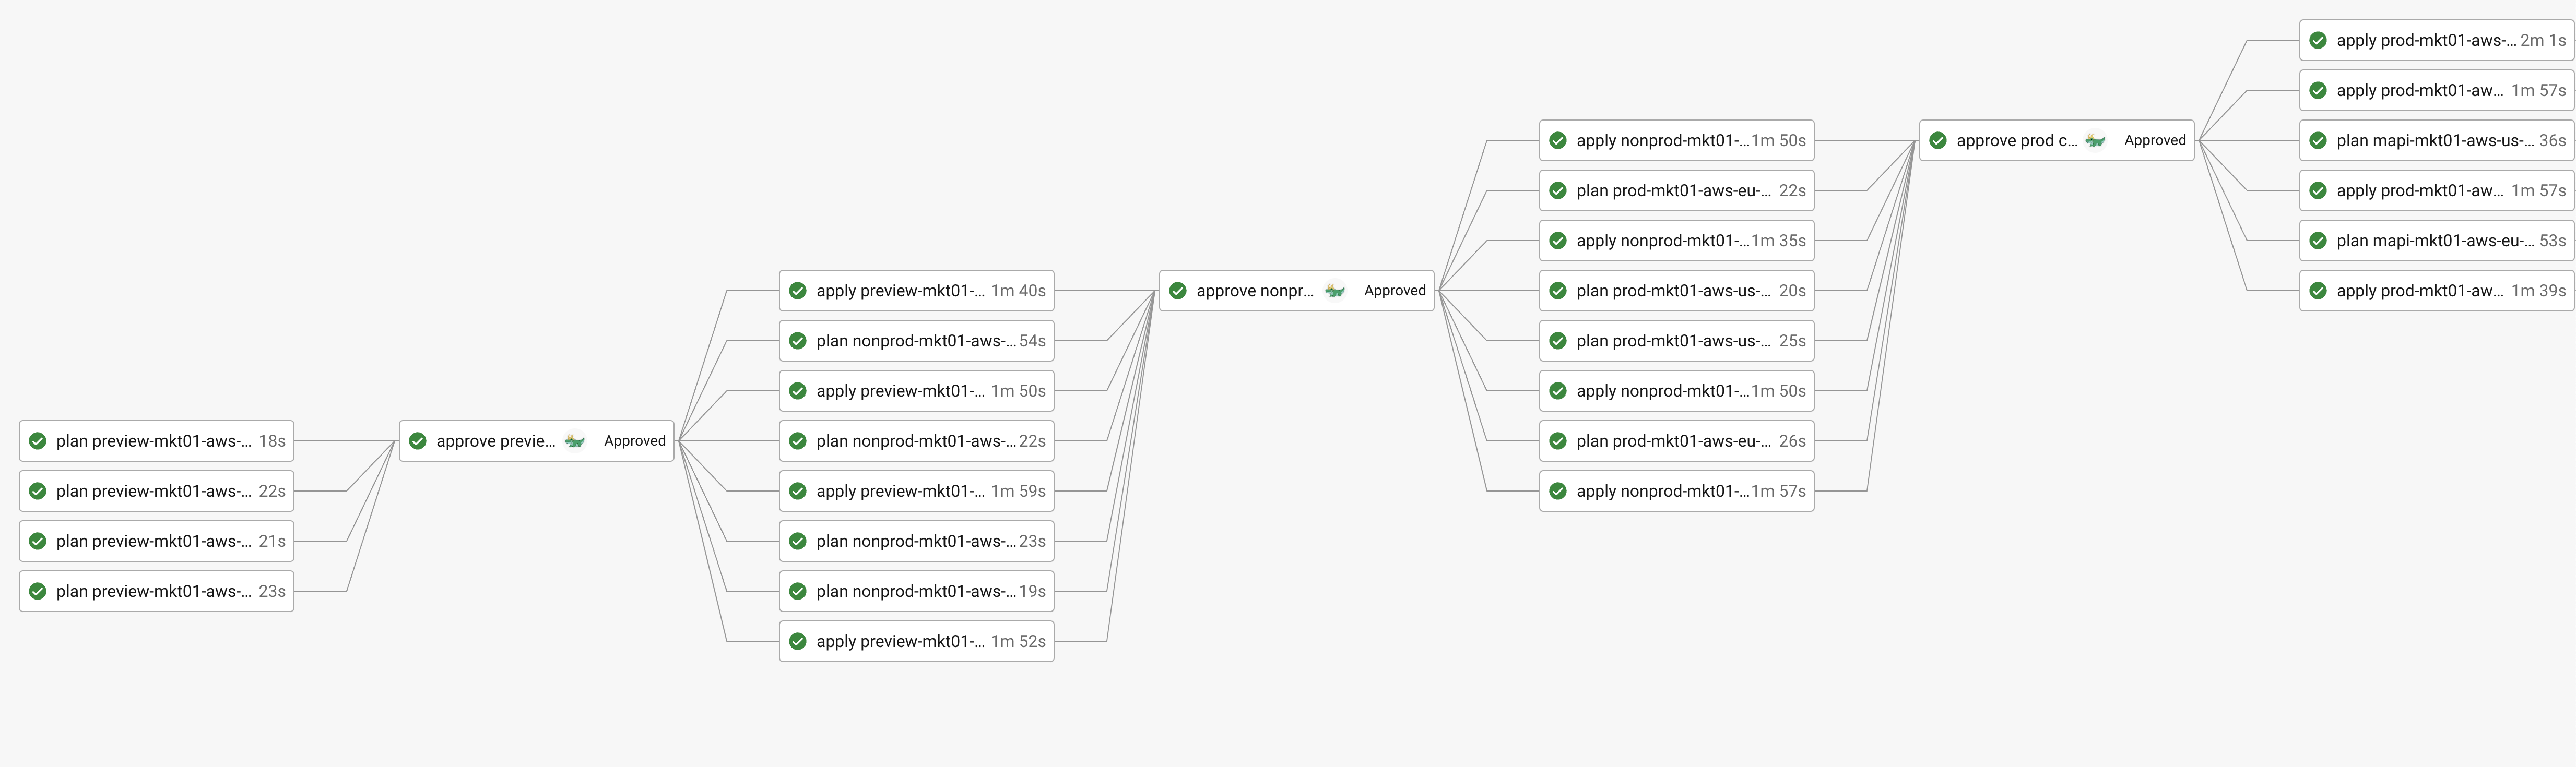 plan preview-mkt01-aws-... 18s
plan preview-mkt01-aws-... 22s
plan preview-mkt01-aws-... 21s
plan preview-mkt01-aws-... 23s
approve previe... Approved
apply preview-mkt01-... 1m 40s
plan nonprod-mkt01-aws-... 54s
apply preview-mkt01-... 1m 50s
plan nonprod-mkt01-aws-... 22s
apply preview-mkt01-... 1m 59s
plan nonprod-mkt01-aws-... 23s
plan nonprod-mkt01-aws-... 19s
apply preview-mkt01-... 1m 52s
approve nonpr... Approved
apply nonprod-mkt01-... 1m 50s
plan prod-mkt01-aws-eu-... 22s
apply nonprod-mkt01-... 1m 35s
plan prod-mkt01-aws-us-... 20s
plan prod-mkt01-aws-us-... 25s
apply nonprod-mkt01-... 1m 50s
plan prod-mkt01-aws-eu-... 26s
apply nonprod-mkt01-... 1m 57s
approve prod c... Approved
apply prod-mkt01-aws-... 2m 1s
apply prod-mkt01-aw... 1m 57s
plan mapi-mkt01-aws-us-... 36s
apply prod-mkt01-aw... 1m 57s
plan mapi-mkt01-aws-eu-... 53s
apply prod-mkt01-aw... 1m 39s